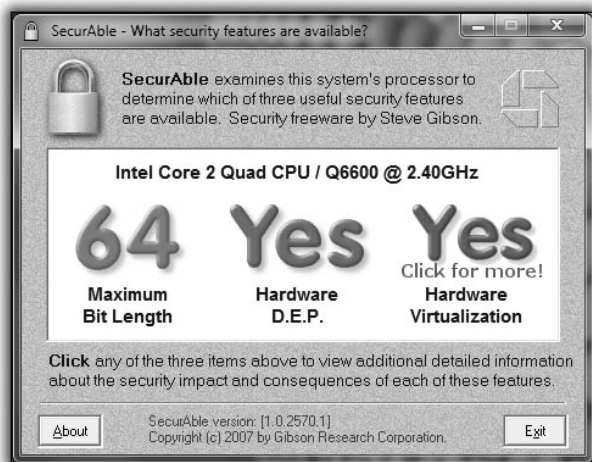 SecurAble - What security features are available?
SecurAble examines this system's processor to
determine which of three useful security features
are available. Security freeware by Steve Gibson.
Intel Core 2 Quad CPU / Q6600 @ 2.40GHz
64 Yes Yes
Click for more!
Maximum Hardware Hardware
Bit Length D.E.P. Virtualization
Click any of the three items above to view additional detailed information
about the security impact and consequences of each of these features.
About
SecurAble version: [1.0.2570.1]
Copyright (c) 2007 by Gibson Research Corporation.
Exit